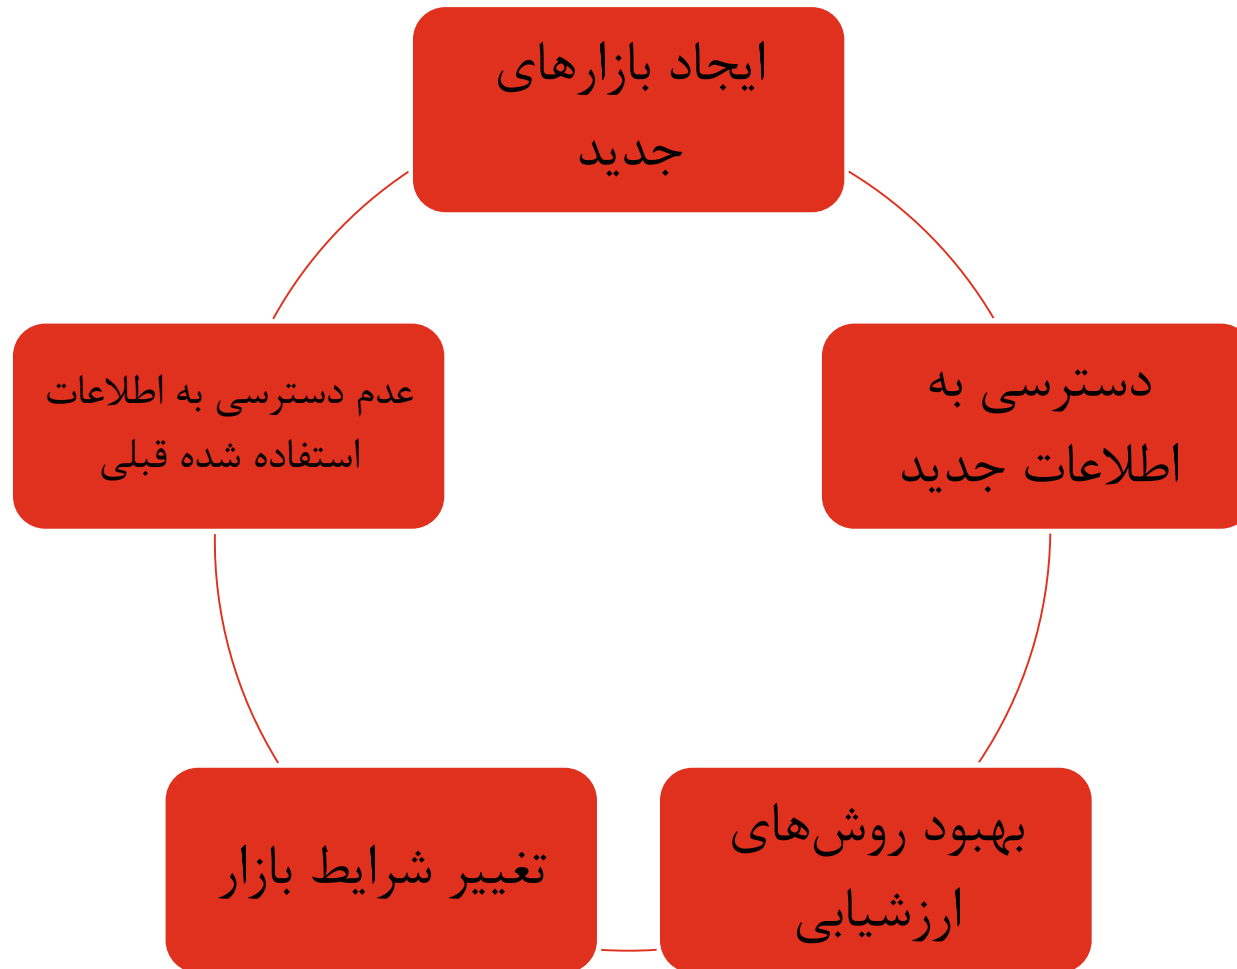 ایجاد بازارهای
جدید
دسترسی به
اطلاعات جدید
بهبود روش‌های
ارزشیابی
تغییر شرایط بازار
عدم دسترسی به اطلاعات
استفاده شده قبلی